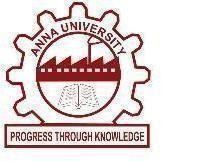 ANNA UNIVERSITY
PROGRESS THROUGH KNOWLEDGE